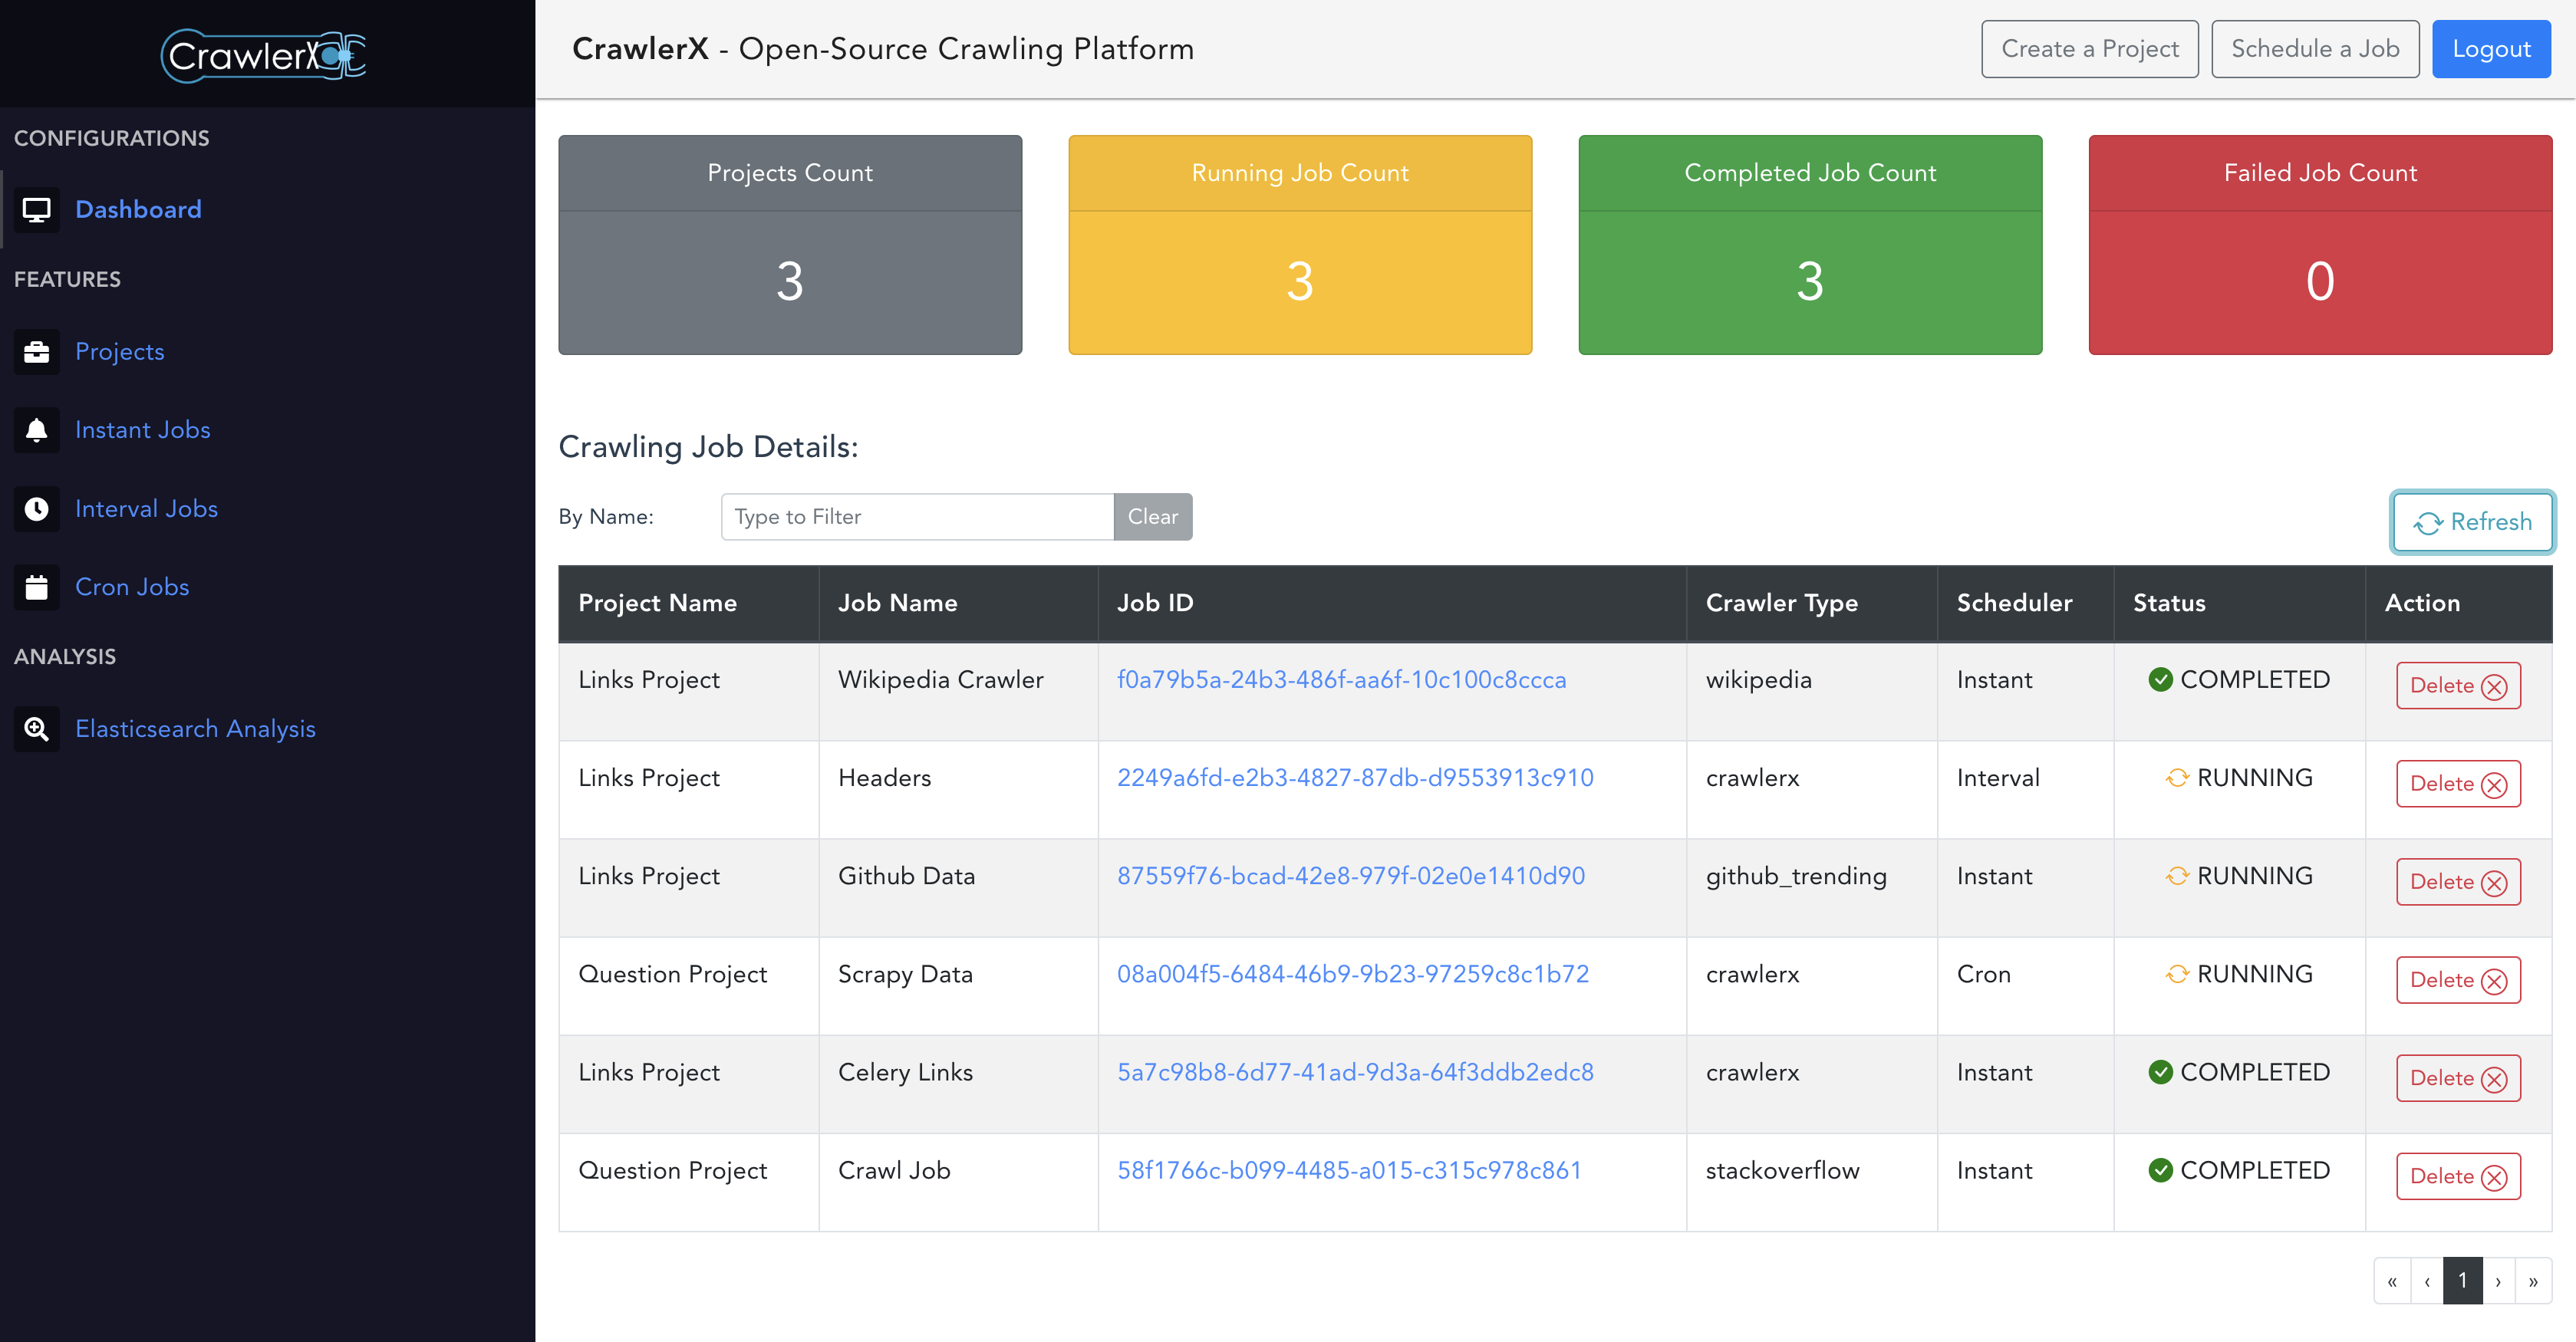 CrawlerX
CrawlerX - Open-Source Crawling Platform
Create a Project
Schedule a Job
Logout
CONFIGURATIONS
Dashboard
FEATURES
Projects
Instant Jobs
Interval Jobs
Cron Jobs
ANALYSIS
Elasticsearch Analysis
Projects Count
3
Running Job Count
3
Completed Job Count
3
Failed Job Count
0
Crawling Job Details:
By Name: Type to Filter Clear
Refresh
Project Name Job Name Job ID Crawler Type Scheduler Status Action
Links Project Wikipedia Crawler f0a79b5a-24b3-486f-aa6f-10c100c8ccca wikipedia Instant COMPLETED Delete
Links Project Headers 2249a6fd-e2b3-4827-87db-d9553913c910 crawlerx Interval RUNNING Delete
Links Project Github Data 87559f76-bcad-42e8-979f-02e0e1410d90 github_trending Instant RUNNING Delete
Question Project Scrapy Data 08a004f5-6484-46b9-9b23-97259c8c1b72 crawlerx Cron RUNNING Delete
Links Project Celery Links 5a7c98b8-6d77-41ad-9d3a-64f3ddb2edc8 crawlerx Instant COMPLETED Delete
Question Project Crawl Job 58f1766c-b099-4485-a015-c315c978c861 stackoverflow Instant COMPLETED Delete
« ‹ 1 › »